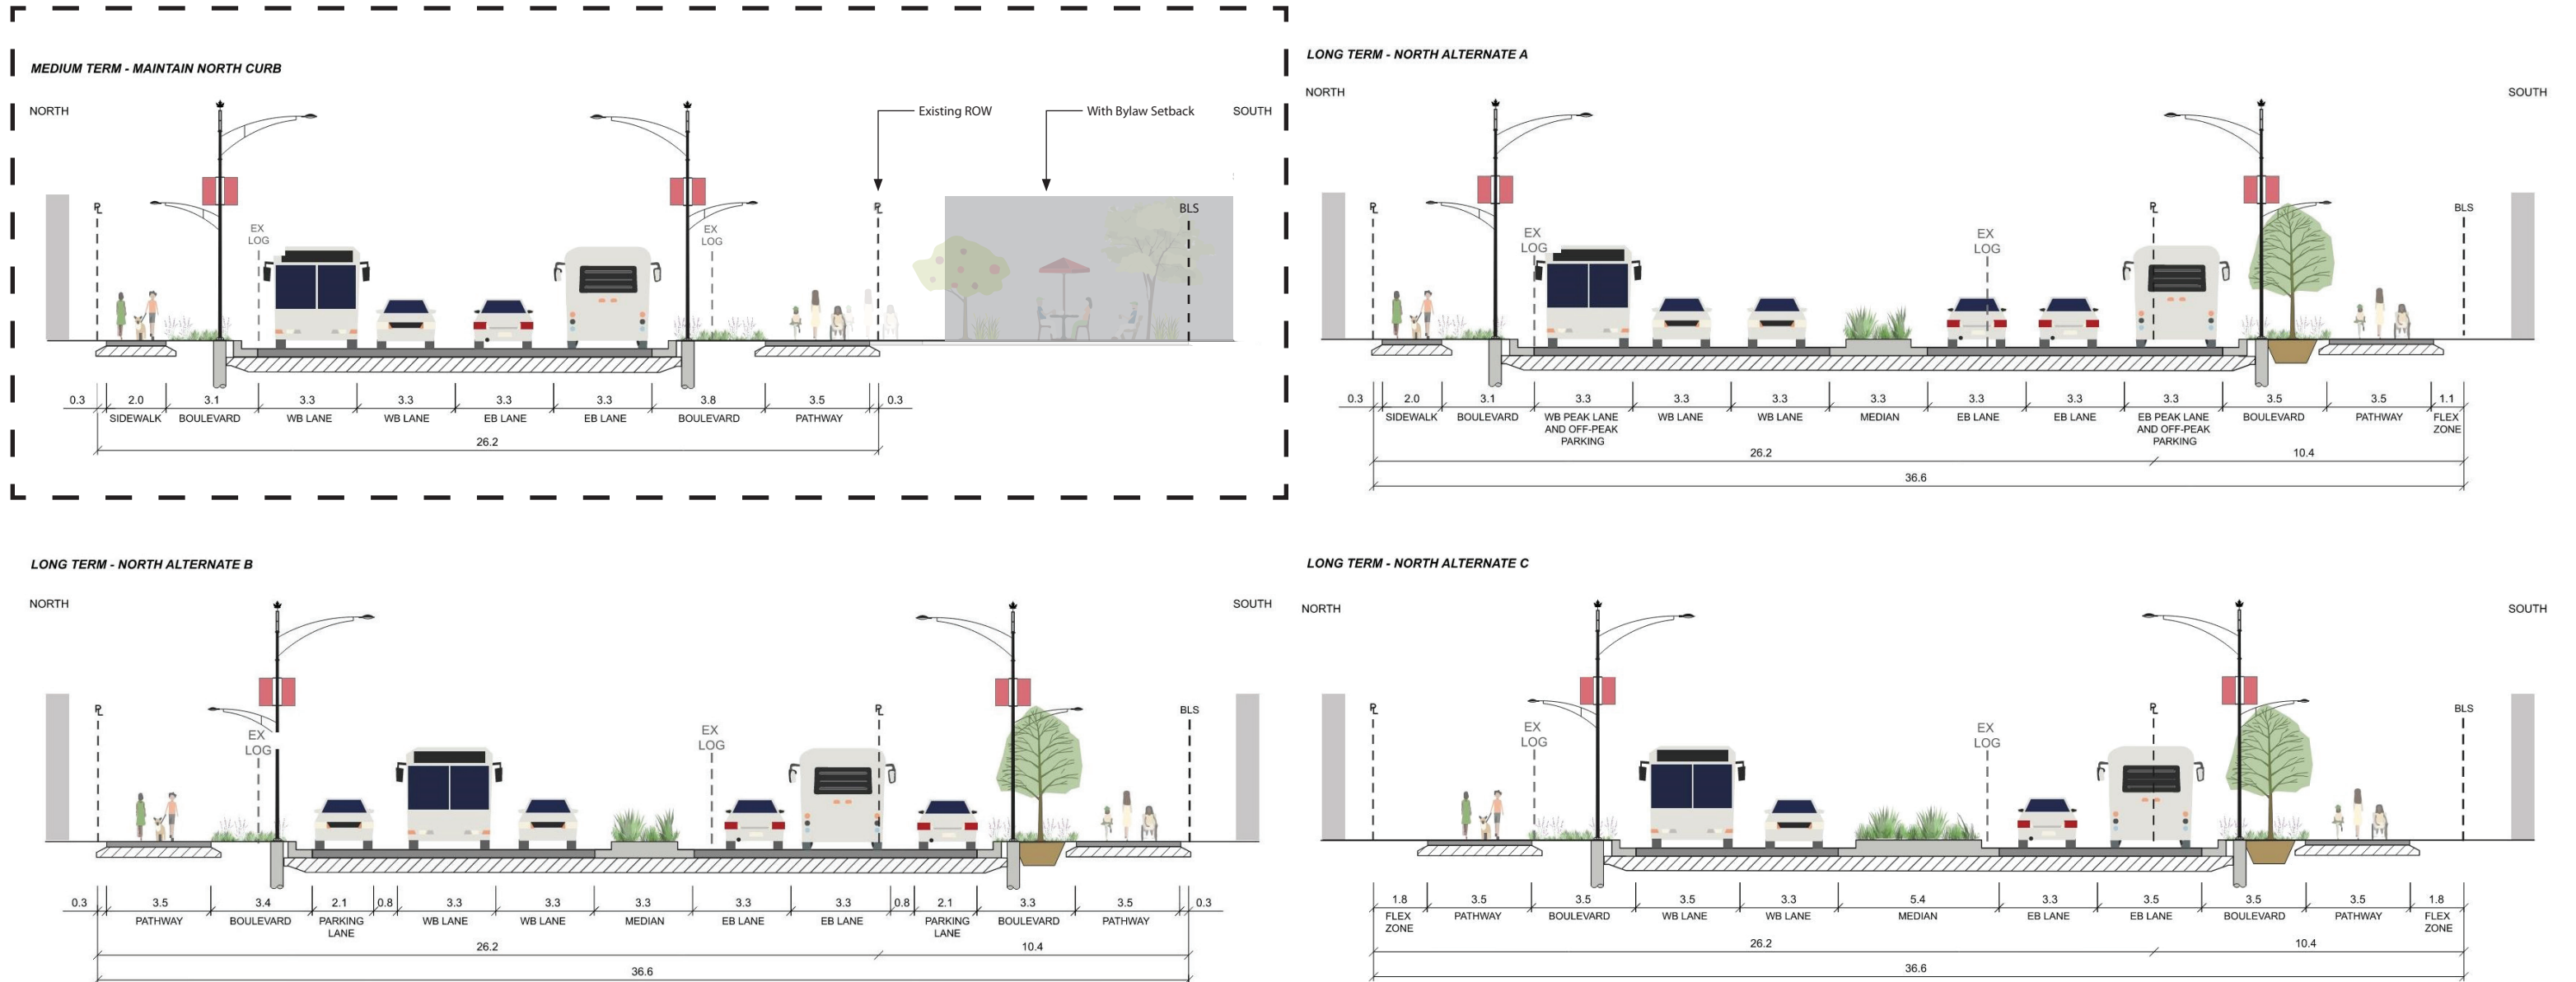 MEDIUM TERM - MAINTAIN NORTH CURB
NORTH
Existing ROW
With Bylaw Setback
SOUTH
PL
EX
LOG
EX
LOG
PL
BLS
0.3 2.0 3.1 3.3 3.3 3.3 3.3 3.8 3.5 0.3
SIDEWALK BOULEVARD WB LANE WB LANE EB LANE EB LANE BOULEVARD PATHWAY
26.2
LONG TERM - NORTH ALTERNATE A
NORTH
SOUTH
PL
EX
LOG
EX
LOG
PL
BLS
0.3 2.0 3.1 3.3 3.3 3.3 3.3 3.3 3.3 3.3 3.5 3.5 1.1
SIDEWALK BOULEVARD WB PEAK LANE WB LANE WB LANE MEDIAN EB LANE EB LANE EB PEAK LANE BOULEVARD PATHWAY FLEX
AND OFF-PEAK AND OFF-PEAK ZONE
PARKING PARKING
26.2 10.4
36.6
LONG TERM - NORTH ALTERNATE B
NORTH
SOUTH
PL
EX
LOG
EX
LOG
PL
BLS
0.3 3.5 3.4 2.1 0.8 3.3 3.3 3.3 3.3 3.3 0.8 2.1 3.3 3.5 0.3
PATHWAY BOULEVARD PARKING WB LANE WB LANE MEDIAN EB LANE EB LANE PARKING BOULEVARD PATHWAY
LANE LANE
26.2 10.4
36.6
LONG TERM - NORTH ALTERNATE C
NORTH
SOUTH
PL
EX
LOG
EX
LOG
PL
BLS
1.8 3.5 3.5 3.5 3.3 5.4 3.3 3.5 3.5 3.5 1.8
FLEX PATHWAY BOULEVARD WB LANE WB LANE MEDIAN EB LANE EB LANE BOULEVARD PATHWAY FLEX
ZONE ZONE
26.2 10.4
36.6